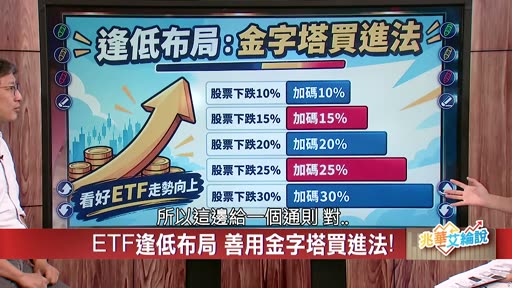 逢低布局:金字塔買進法
股票下跌10% 加碼10%
股票下跌15% 加碼15%
股票下跌20% 加碼20%
股票下跌25% 加碼25%
股票下跌30% 加碼30%
看好ETF走勢向上
所以這邊給一個通則 對..
ETF逢低布局 善用金字塔買進法!
兆華艾綸說